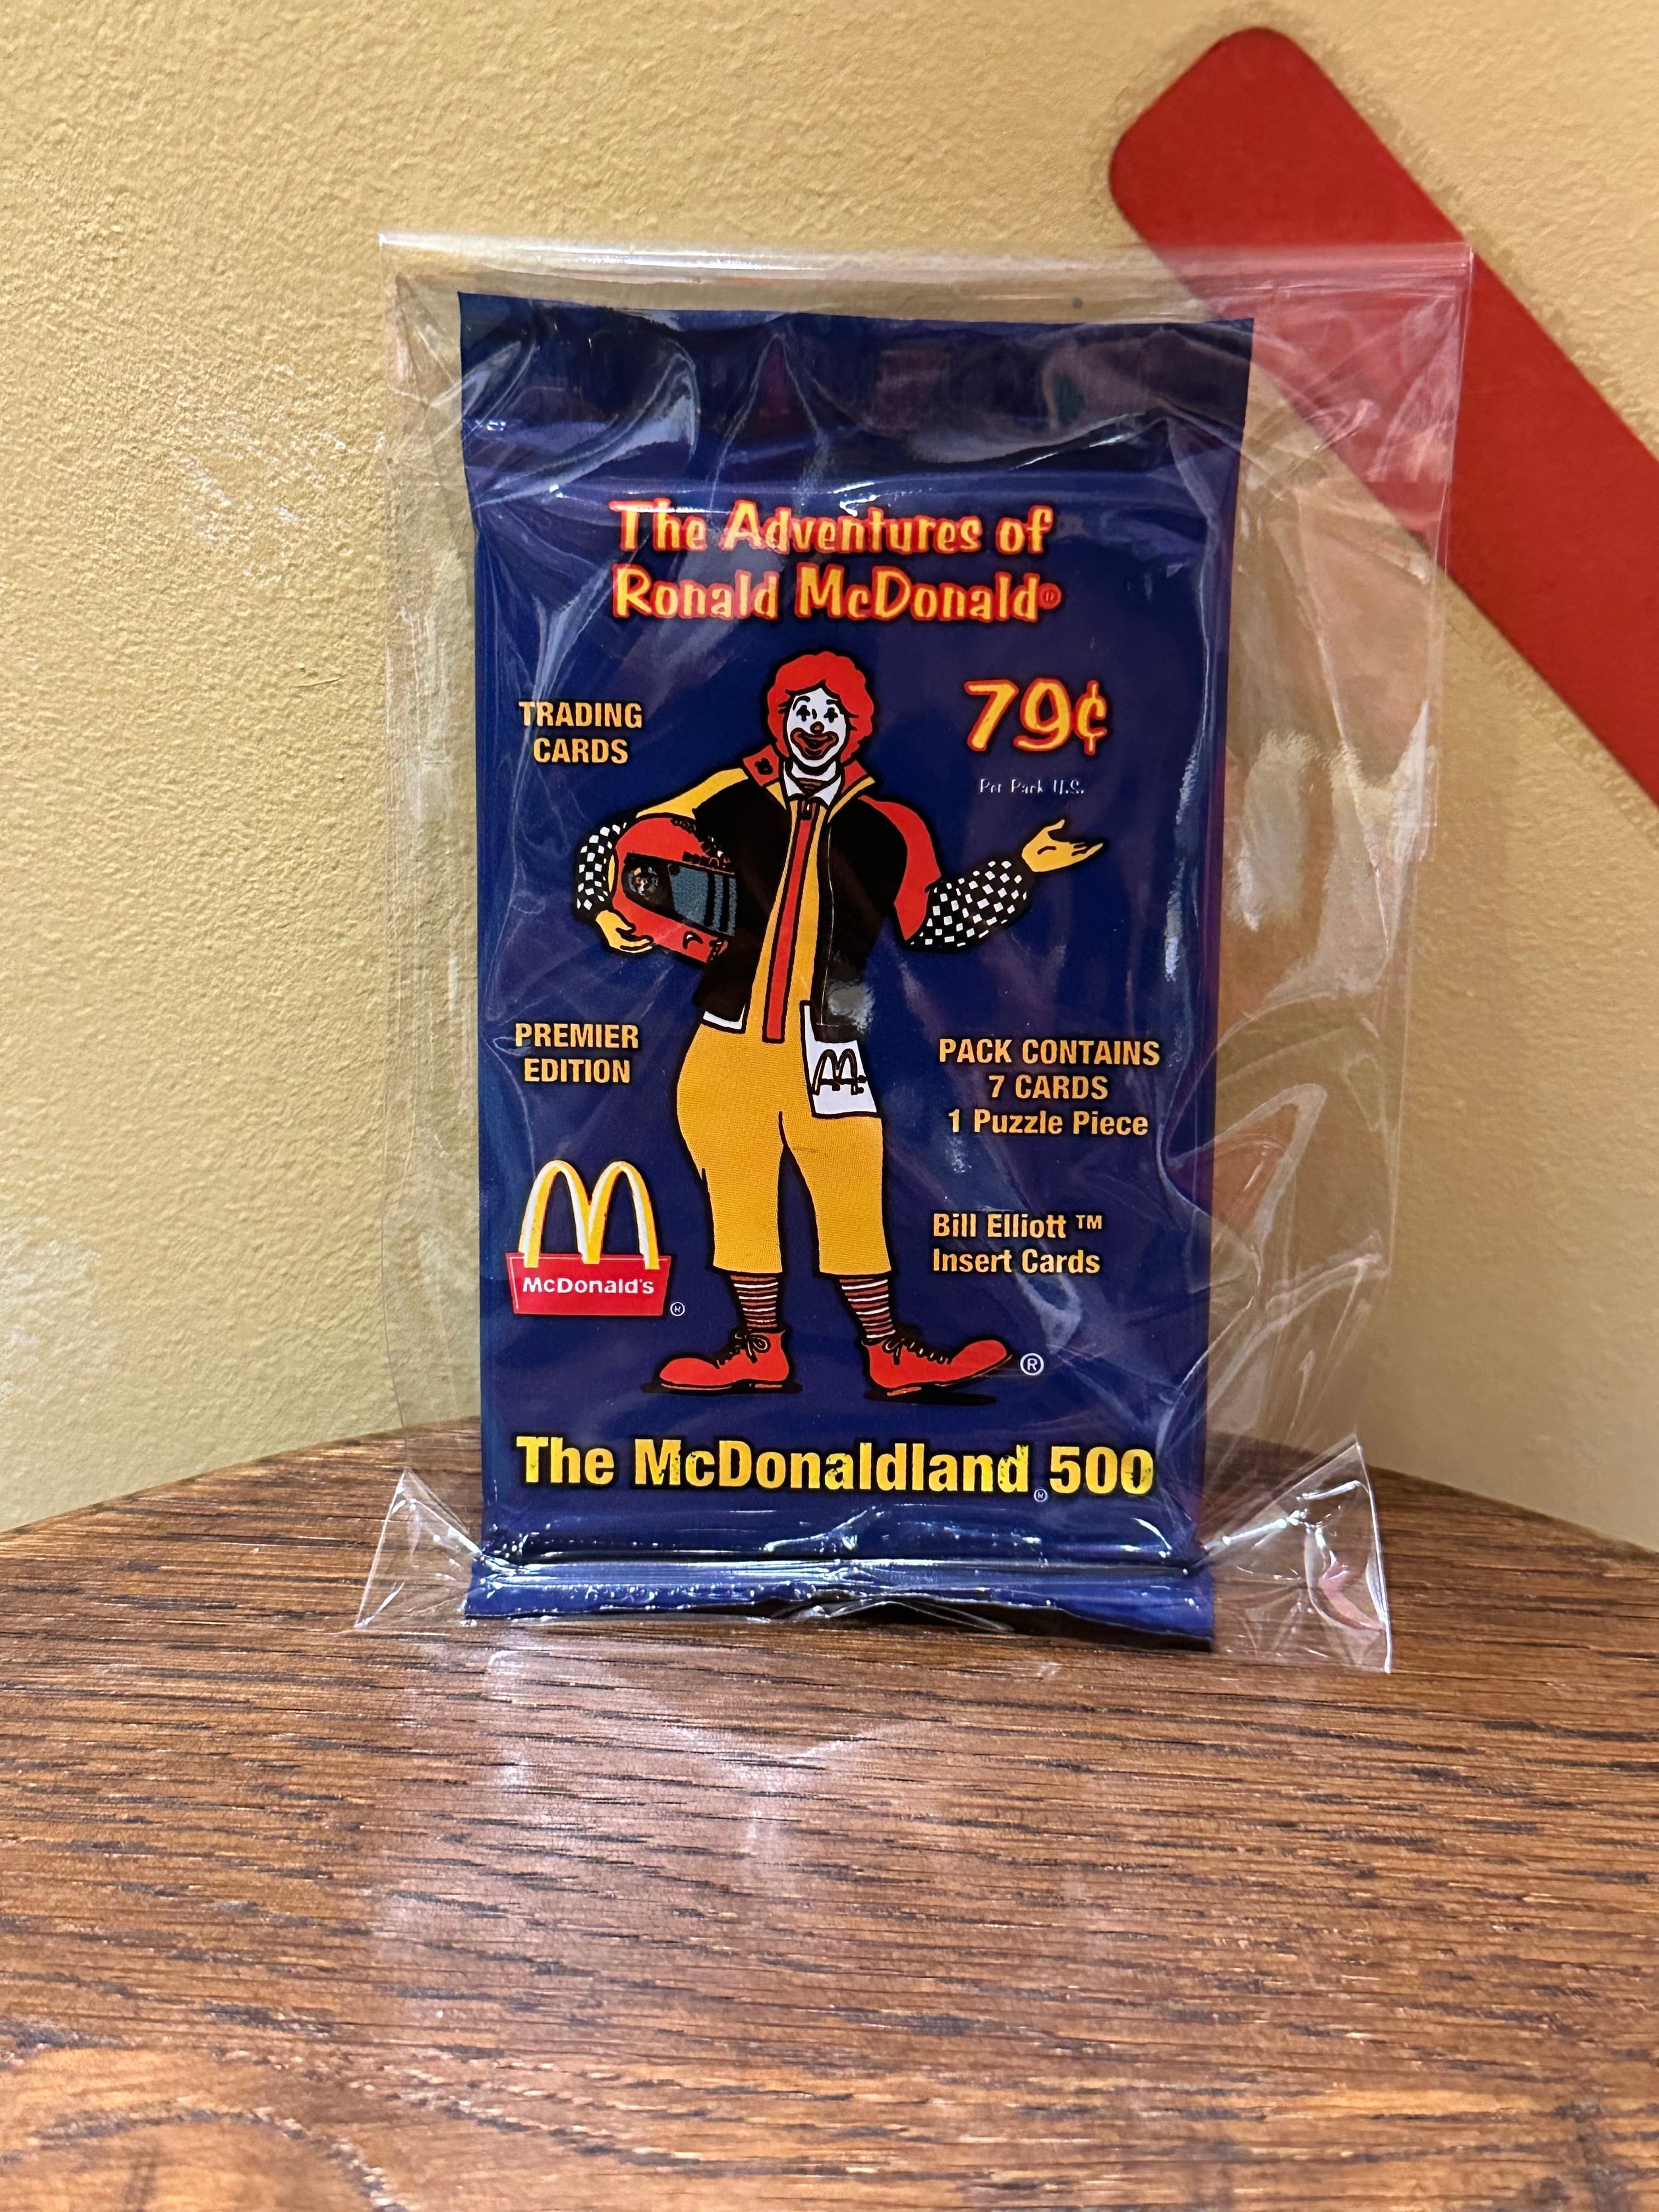 The Adventures of
Ronald McDonald®
TRADING
CARDS
79¢
Per Pack U.S.
PREMIER
EDITION
PACK CONTAINS
7 CARDS
1 Puzzle Piece
Bill Elliott ™
Insert Cards
McDonald's
®
®
The McDonaldland® 500